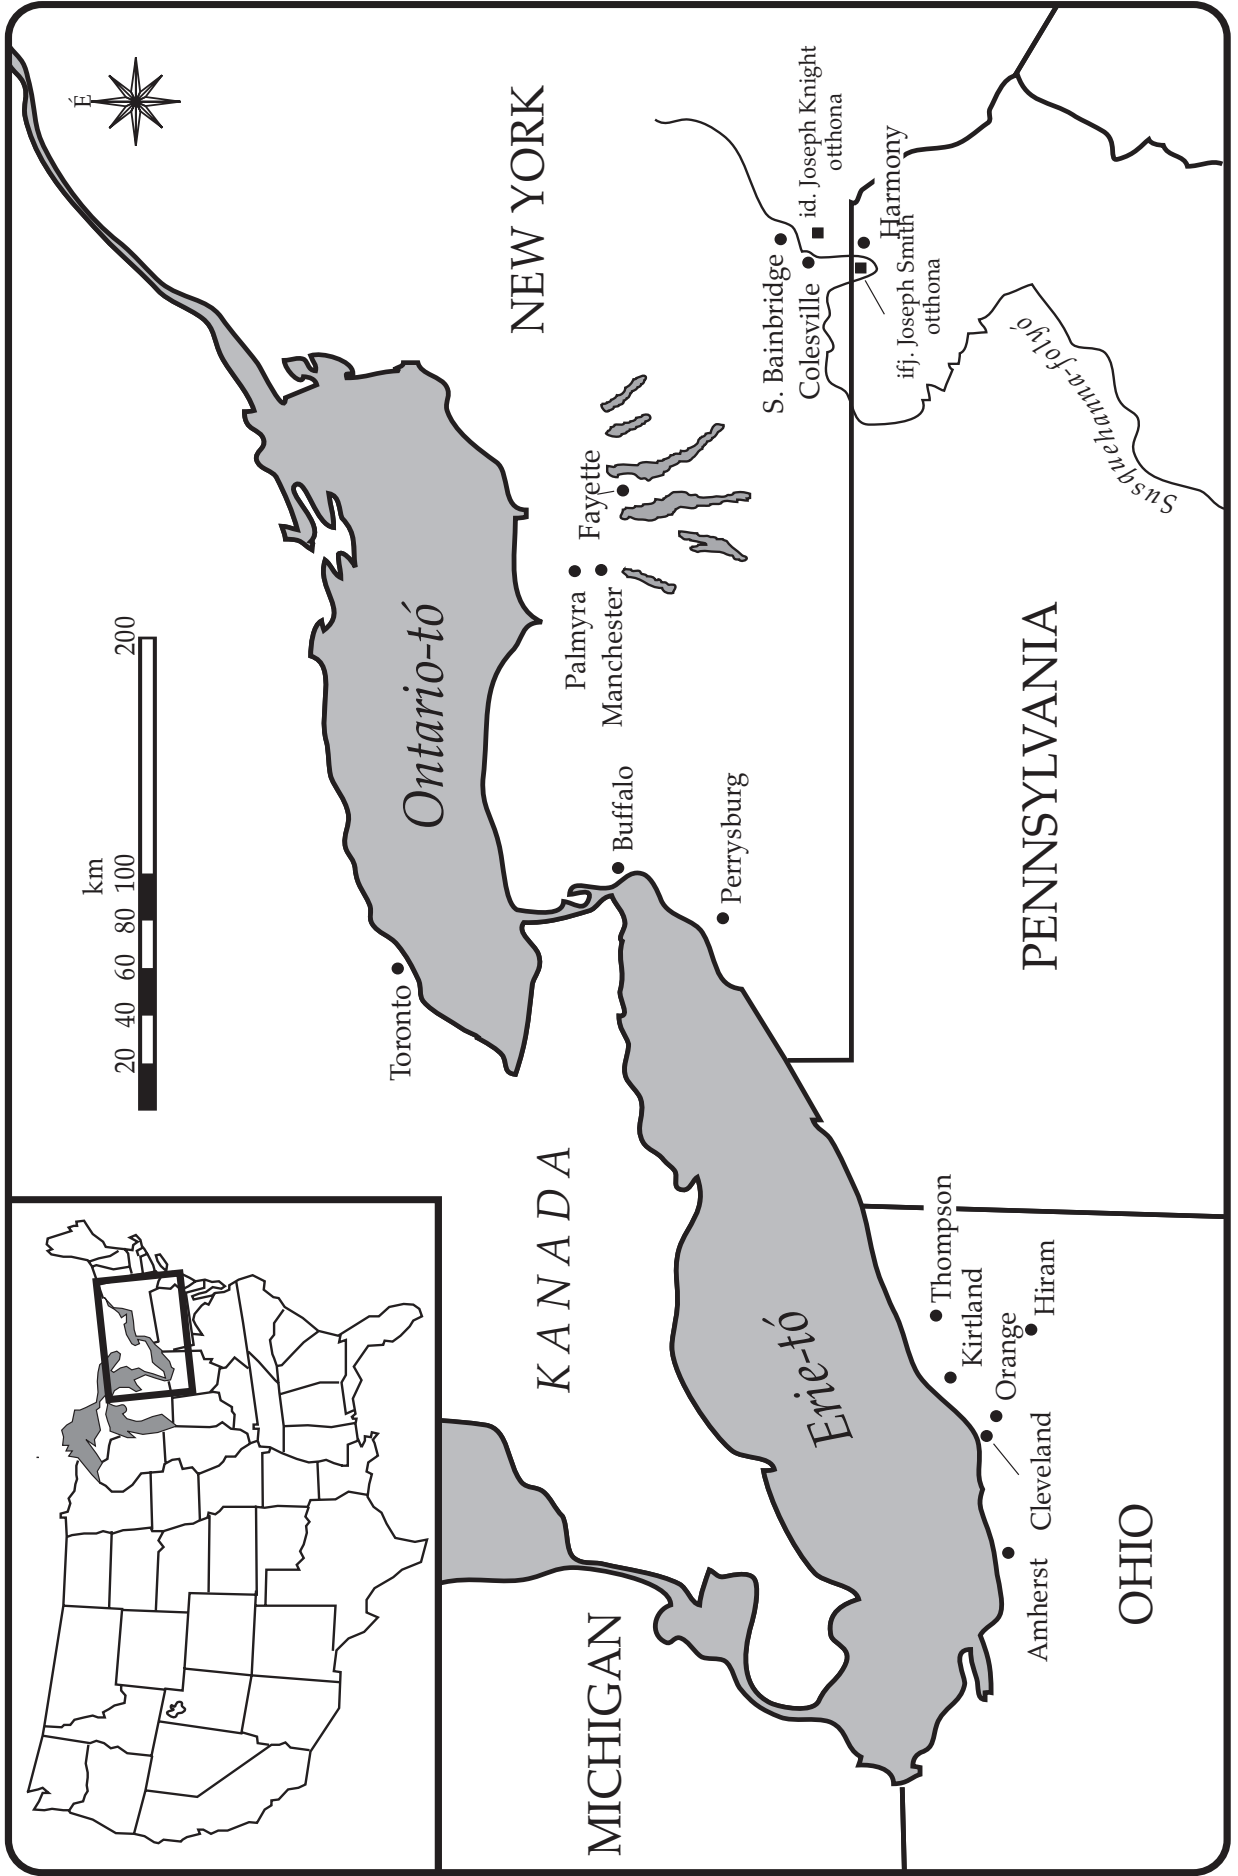 É
km
20 40 60 80 100 200
NEW YORK
KANADA
MICHIGAN
OHIO
PENNSYLVANIA
Ontario-tó
Erie-tó
Toronto
Buffalo
Perrysburg
Palmyra
Manchester
Fayette
S. Bainbridge
Colesville
id. Joseph Knight
otthona
Harmony
ifj. Joseph Smith
otthona
Susquehanna-folyó
Thompson
Kirtland
Orange
Hiram
Cleveland
Amherst